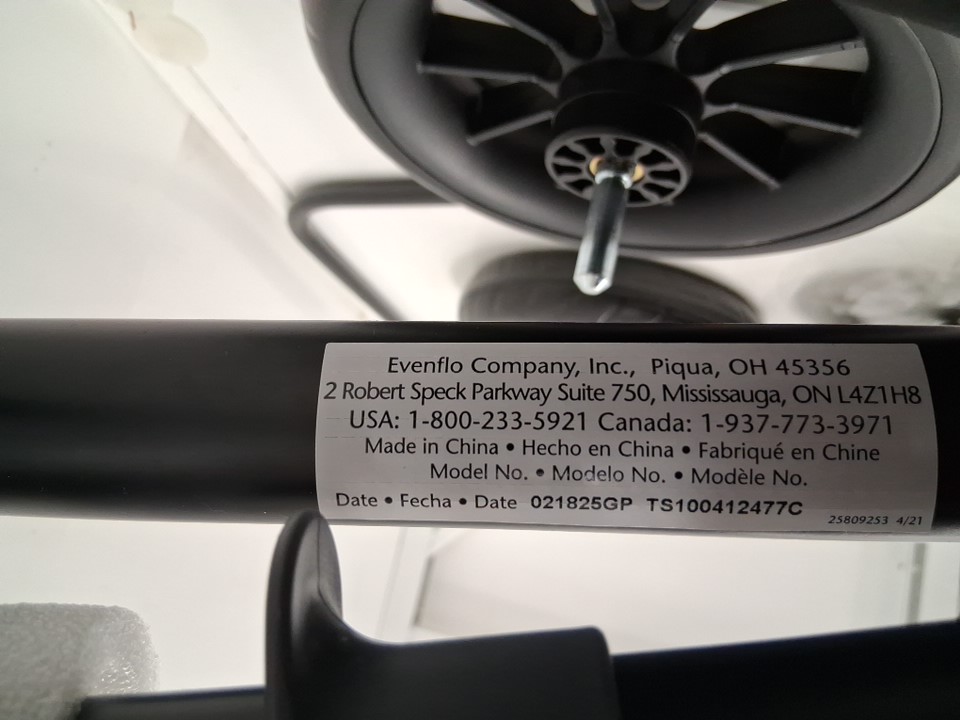 Evenflo Company, Inc., Piqua, OH 45356
2 Robert Speck Parkway Suite 750, Mississauga, ON L4Z1H8
USA: 1-800-233-5921 Canada: 1-937-773-3971
Made in China • Hecho en China • Fabriqué en Chine
Model No. • Modelo No. • Modèle No.
Date • Fecha • Date 021825GP TS100412477C
25809253 4/21